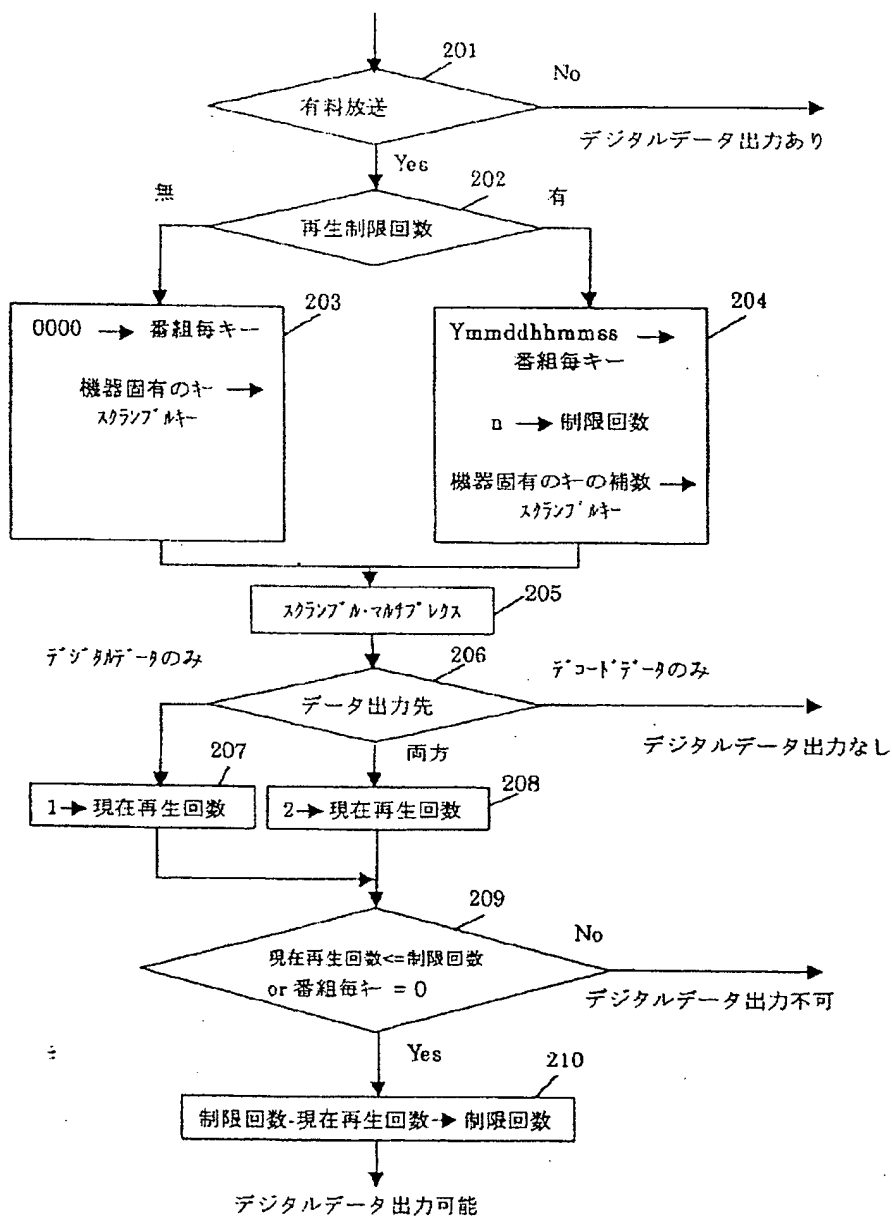 201
No
有料放送
デジタルデータ出力あり
Yes
202
無
有
再生制限回数
203
0000 → 番組毎キー
機器固有のキー →
スクランブルキー
204
Ymmddhhmmss →
番組毎キー
n → 制限回数
機器固有のキーの補数 →
スクランブルキー
スクランブル・マルチプレクス
205
デジタルデータのみ
206
デコードデータのみ
データ出力先
デジタルデータ出力なし
両方
207
1→現在再生回数
208
2→現在再生回数
209
No
現在再生回数<=制限回数
or 番組毎キー = 0
デジタルデータ出力不可
Yes
210
制限回数-現在再生回数-→ 制限回数
デジタルデータ出力可能